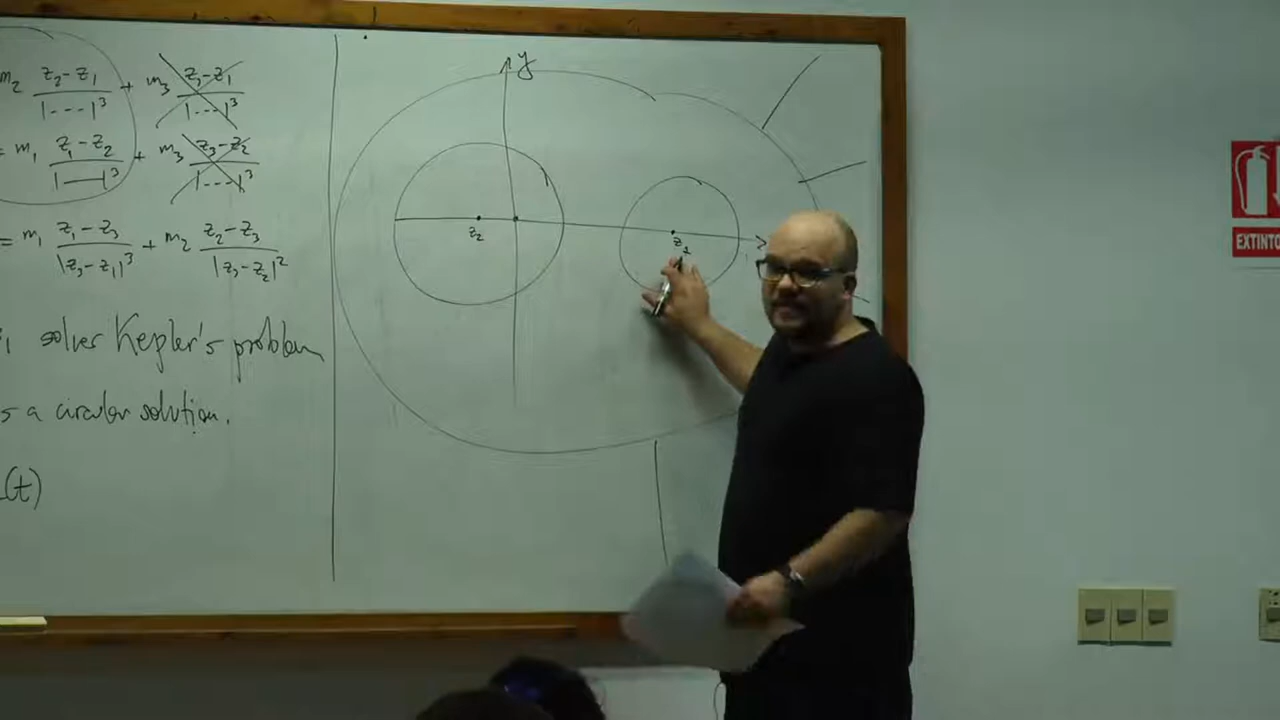 m₂ z₂-z₁ / |---|³ + m₃ z₃-z₁ / |---|³
= m₁ z₁-z₂ / |—|³ + m₃ z₃-z₂ / |---|³
= m₁ z₁-z₃ / |z₃-z₁|³ + m₂ z₂-z₃ / |z₃-z₂|²
solver Kepler's problem
s a circular solution.
(t)
y
z₂
z₁
EXTINTO